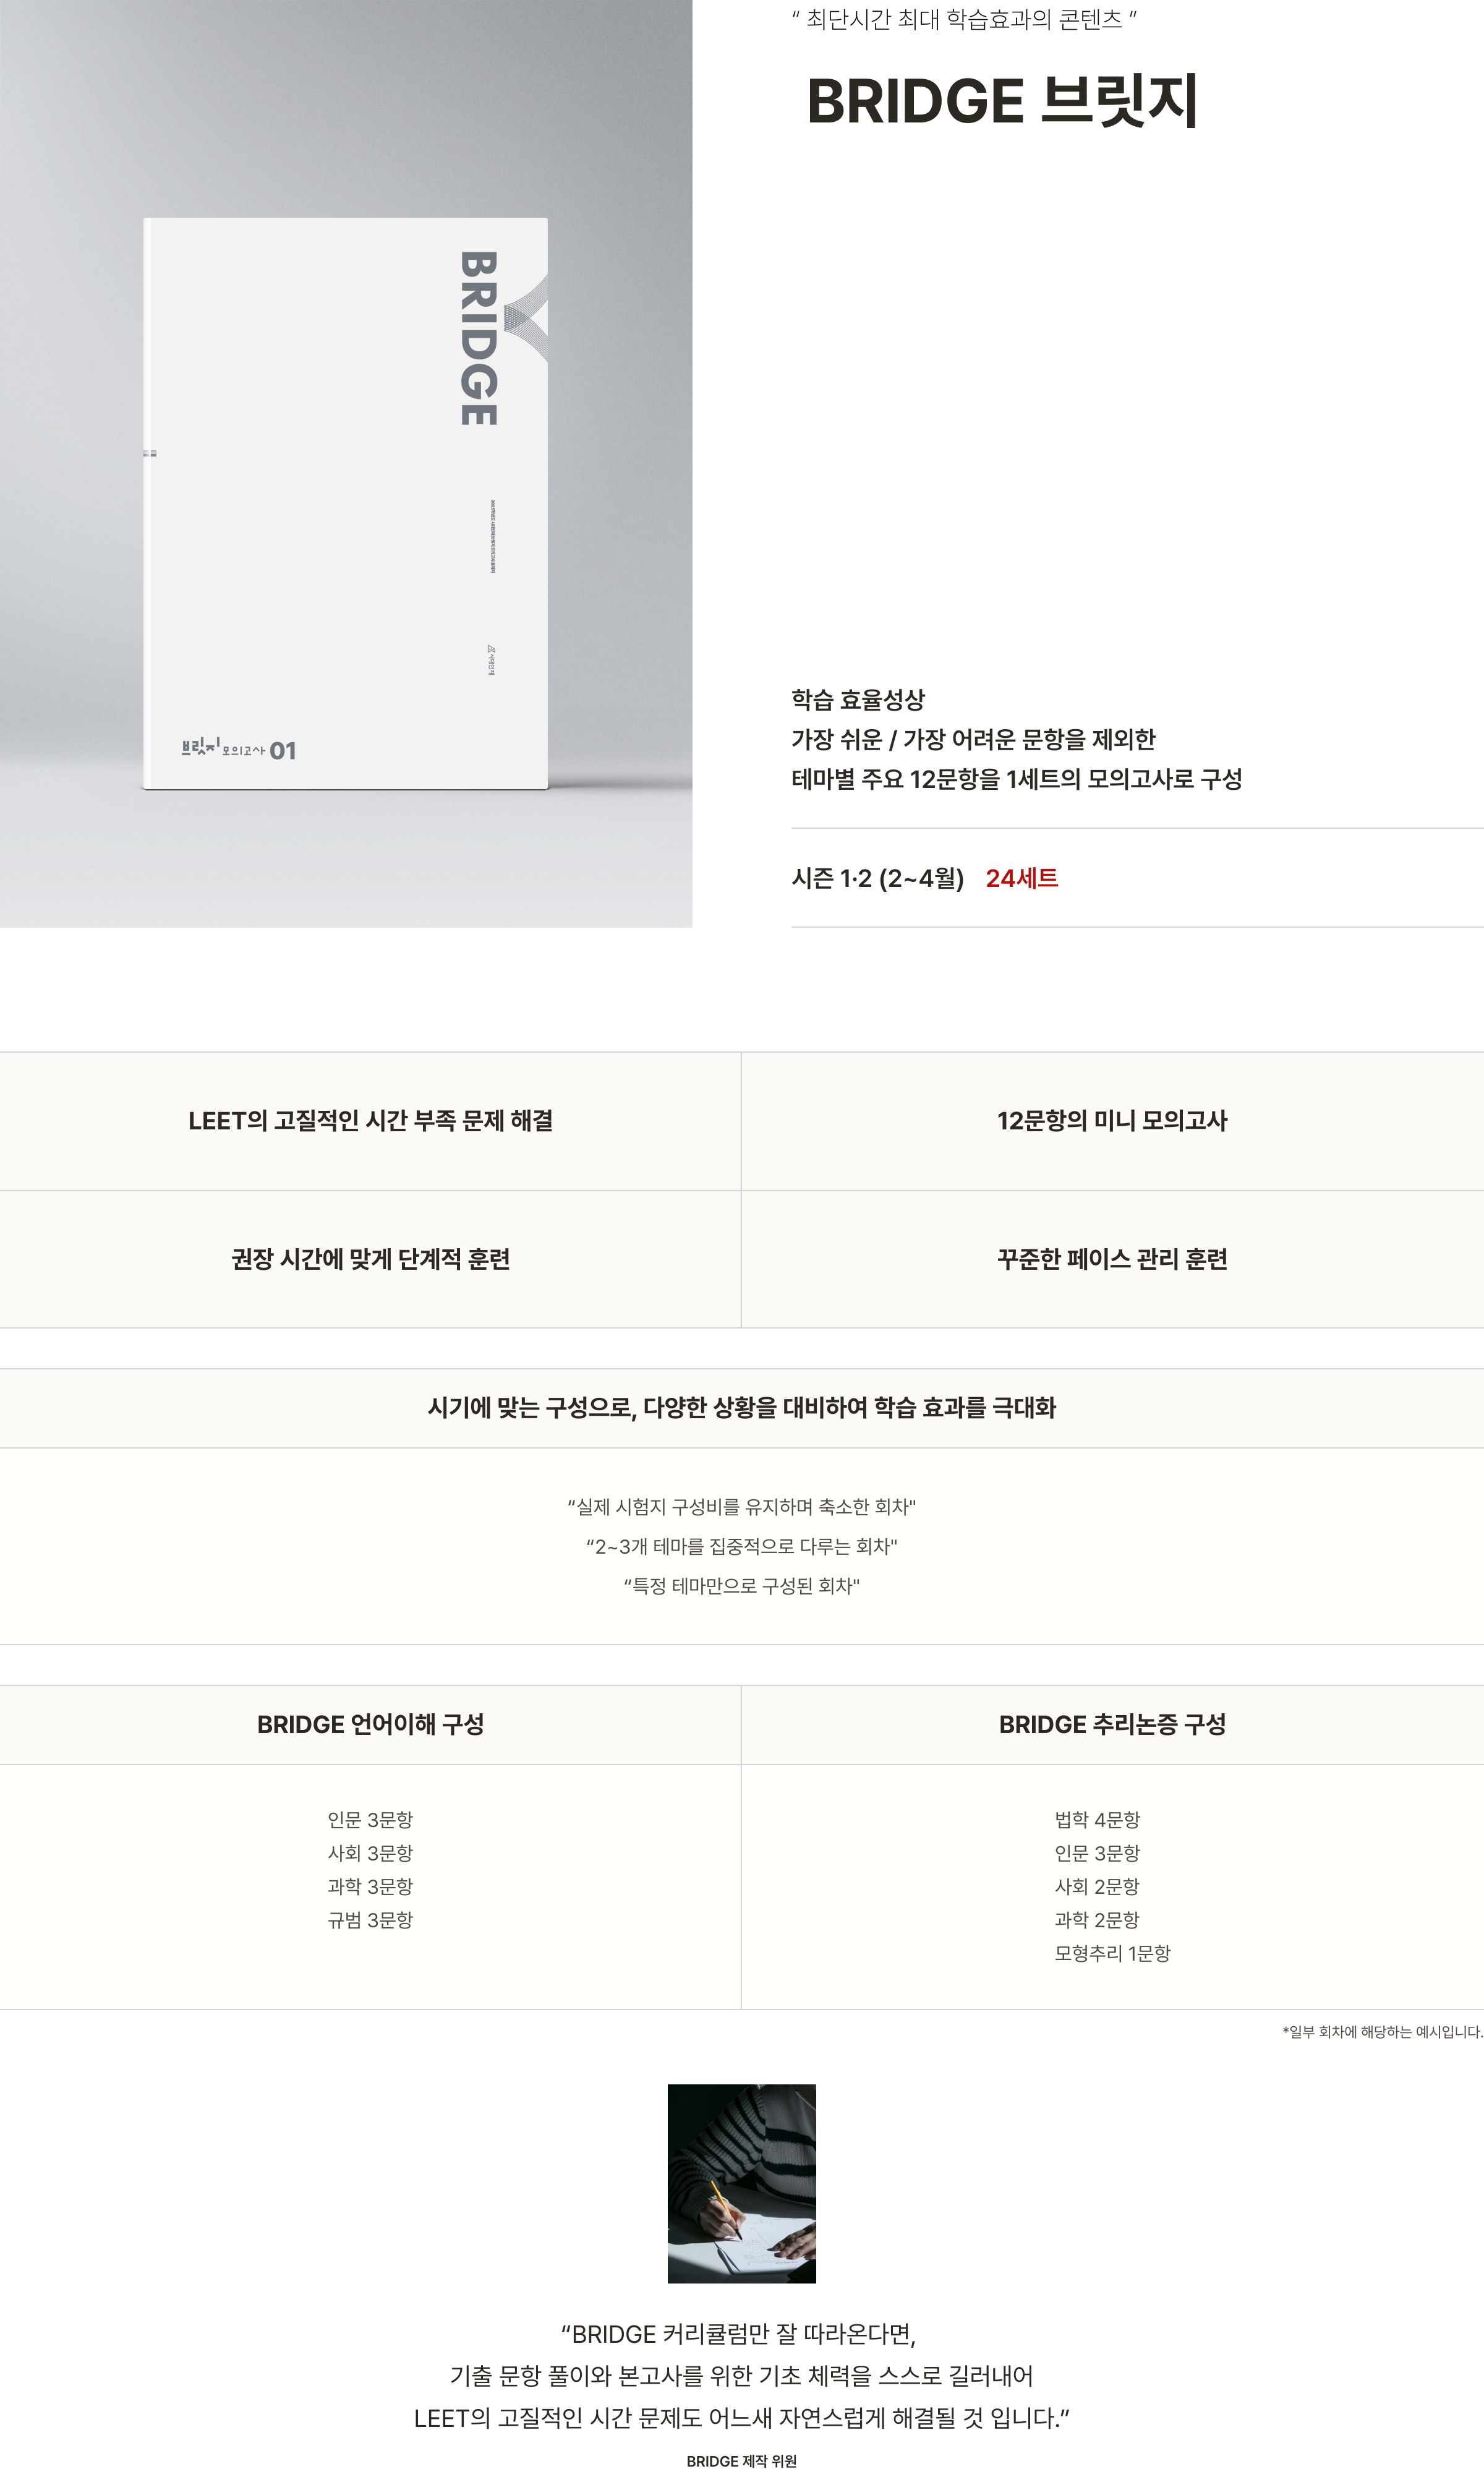 “ 최단시간 최대 학습효과의 콘텐츠 ”
BRIDGE 브릿지
BRIDGE
서대인재
브릿지 모의고사 01
학습 효율성상
가장 쉬운 / 가장 어려운 문항을 제외한
테마별 주요 12문항을 1세트의 모의고사로 구성
시즌 1·2 (2~4월) 24세트
LEET의 고질적인 시간 부족 문제 해결
12문항의 미니 모의고사
권장 시간에 맞게 단계적 훈련
꾸준한 페이스 관리 훈련
시기에 맞는 구성으로, 다양한 상황을 대비하여 학습 효과를 극대화
“실제 시험지 구성비를 유지하며 축소한 회차"
“2~3개 테마를 집중적으로 다루는 회차"
“특정 테마만으로 구성된 회차"
BRIDGE 언어이해 구성
인문 3문항
사회 3문항
과학 3문항
규범 3문항
BRIDGE 추리논증 구성
법학 4문항
인문 3문항
사회 2문항
과학 2문항
모형추리 1문항
*일부 회차에 해당하는 예시입니다.
“BRIDGE 커리큘럼만 잘 따라온다면,
기출 문항 풀이와 본고사를 위한 기초 체력을 스스로 길러내어
LEET의 고질적인 시간 문제도 어느새 자연스럽게 해결될 것 입니다.”
BRIDGE 제작 위원